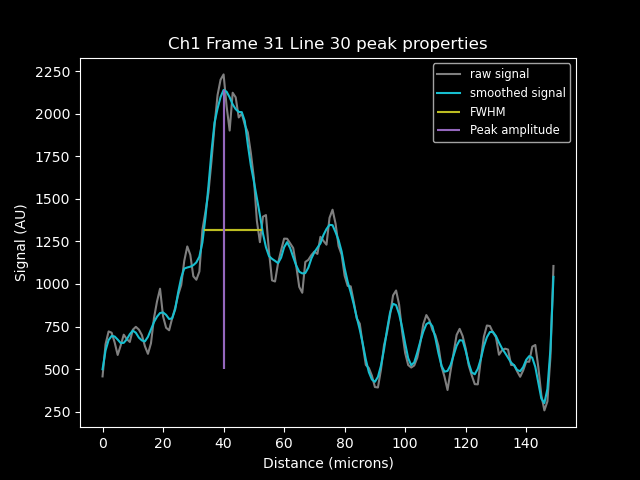 Ch1 Frame 31 Line 30 peak properties
raw signal
smoothed signal
FWHM
Peak amplitude
Signal (AU)
2250
2000
1750
1500
1250
1000
750
500
250
0 20 40 60 80 100 120 140
Distance (microns)